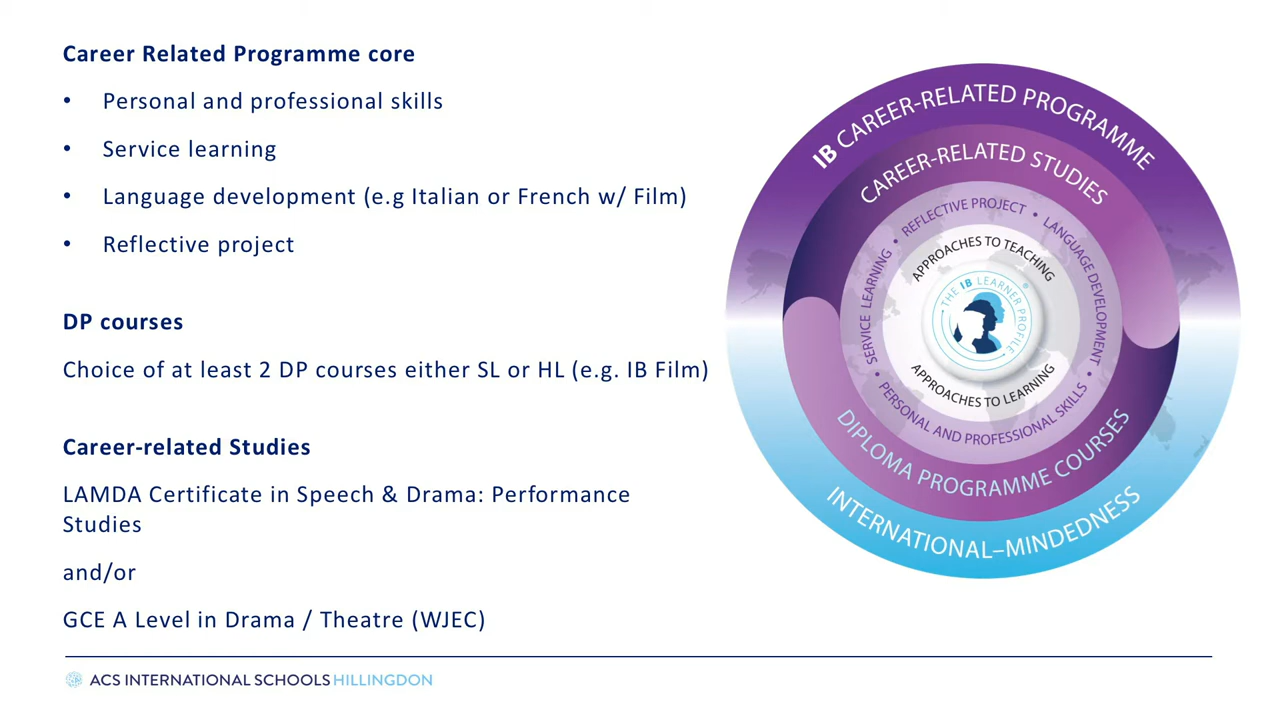 Career Related Programme core
• Personal and professional skills
• Service learning
• Language development (e.g Italian or French w/ Film)
• Reflective project
DP courses
Choice of at least 2 DP courses either SL or HL (e.g. IB Film)
Career-related Studies
LAMDA Certificate in Speech & Drama: Performance
Studies
and/or
GCE A Level in Drama / Theatre (WJEC)
IB CAREER-RELATED PROGRAMME
CAREER-RELATED STUDIES
SERVICE LEARNING • REFLECTIVE PROJECT • LANGUAGE DEVELOPMENT •
APPROACHES TO TEACHING
THE IB LEARNER PROFILE ®
APPROACHES TO LEARNING
• PERSONAL AND PROFESSIONAL SKILLS
DIPLOMA PROGRAMME COURSES
INTERNATIONAL–MINDEDNESS
ACS INTERNATIONAL SCHOOLS HILLINGDON